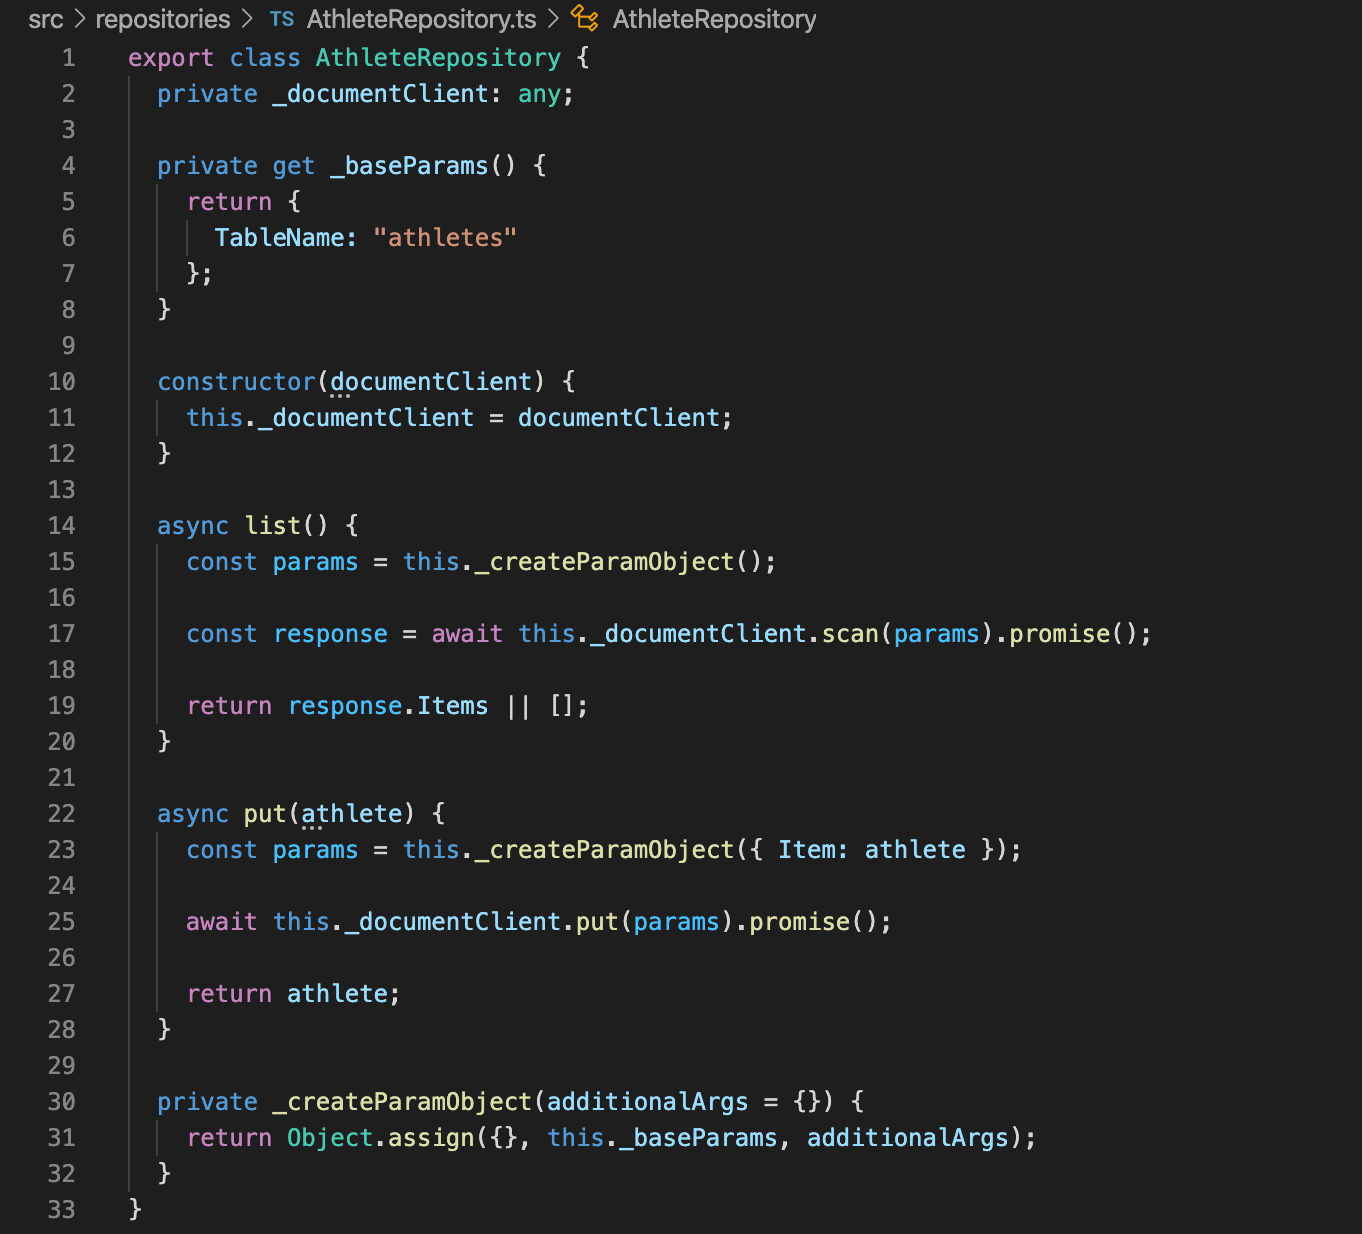 src > repositories > TS AthleteRepository.ts > AthleteRepository
1 export class AthleteRepository {
2   private _documentClient: any;
3
4   private get _baseParams() {
5     return {
6       TableName: "athletes"
7     };
8   }
9
10   constructor(documentClient) {
11     this._documentClient = documentClient;
12   }
13
14   async list() {
15     const params = this._createParamObject();
16
17     const response = await this._documentClient.scan(params).promise();
18
19     return response.Items || [];
20   }
21
22   async put(athlete) {
23     const params = this._createParamObject({ Item: athlete });
24
25     await this._documentClient.put(params).promise();
26
27     return athlete;
28   }
29
30   private _createParamObject(additionalArgs = {}) {
31     return Object.assign({}, this._baseParams, additionalArgs);
32   }
33 }